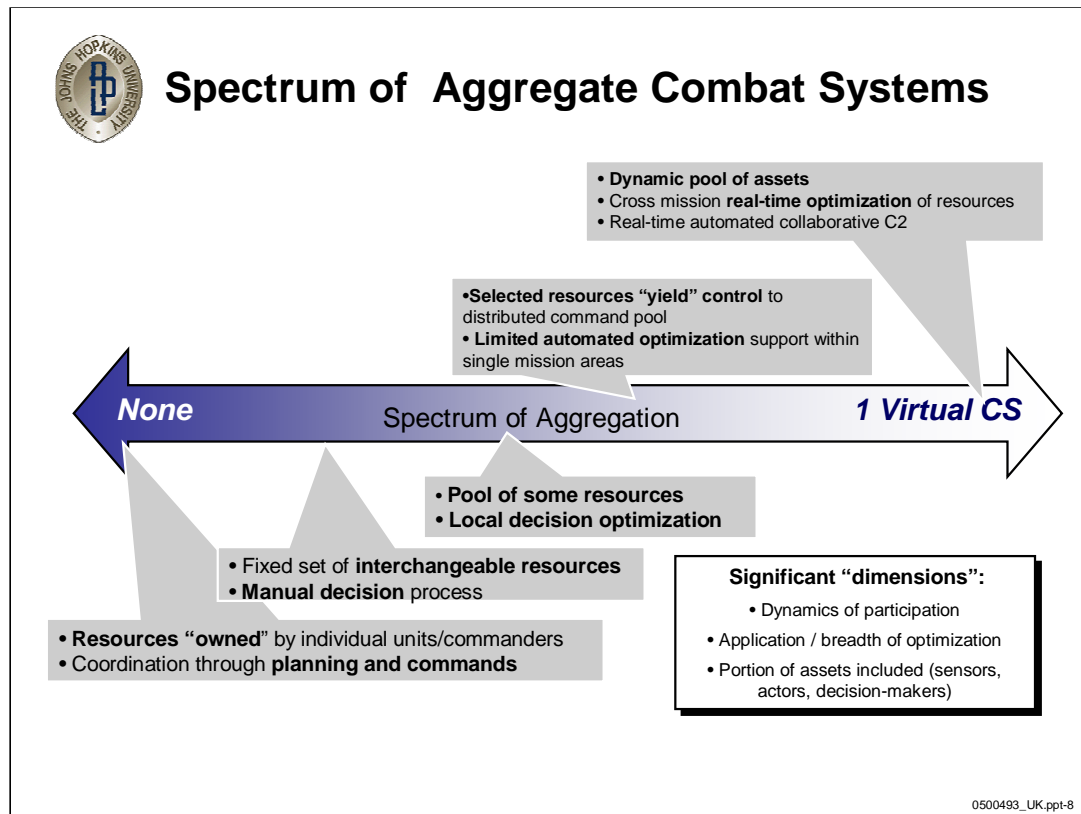 THE JOHNS HOPKINS UNIVERSITY
Spectrum of Aggregate Combat Systems
• Dynamic pool of assets
• Cross mission real-time optimization of resources
• Real-time automated collaborative C2
•Selected resources “yield” control to
distributed command pool
• Limited automated optimization support within
single mission areas
None
Spectrum of Aggregation
1 Virtual CS
• Pool of some resources
• Local decision optimization
• Fixed set of interchangeable resources
• Manual decision process
• Resources “owned” by individual units/commanders
• Coordination through planning and commands
Significant “dimensions”:
• Dynamics of participation
• Application / breadth of optimization
• Portion of assets included (sensors,
actors, decision-makers)
0500493_UK.ppt-8